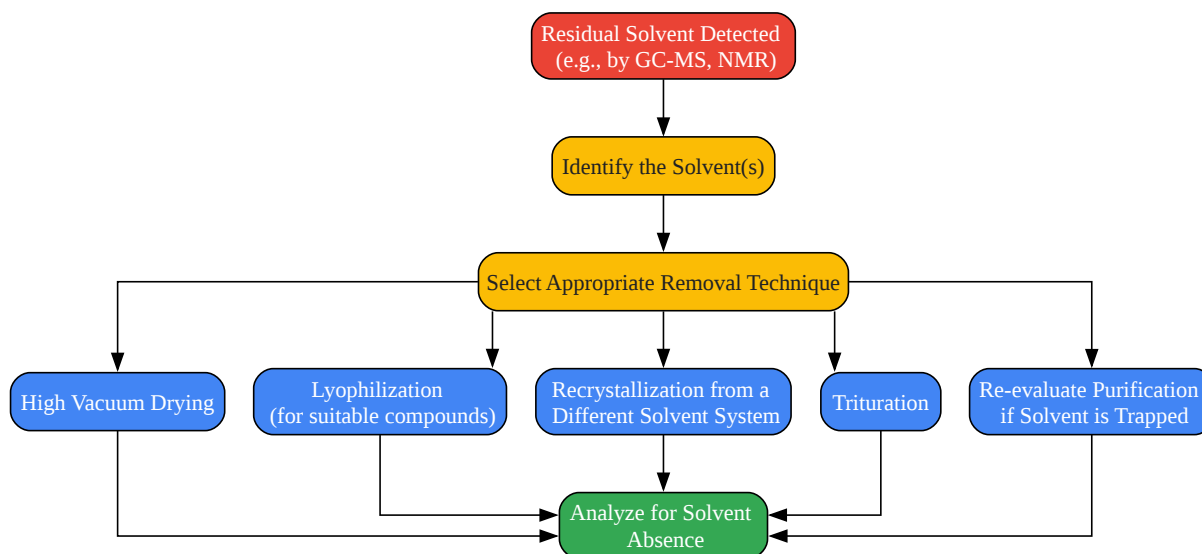 Residual Solvent Detected
(e.g., by GC-MS, NMR)
Identify the Solvent(s)
Select Appropriate Removal Technique
High Vacuum Drying
Lyophilization
(for suitable compounds)
Recrystallization from a
Different Solvent System
Trituration
Re-evaluate Purification
if Solvent is Trapped
Analyze for Solvent
Absence